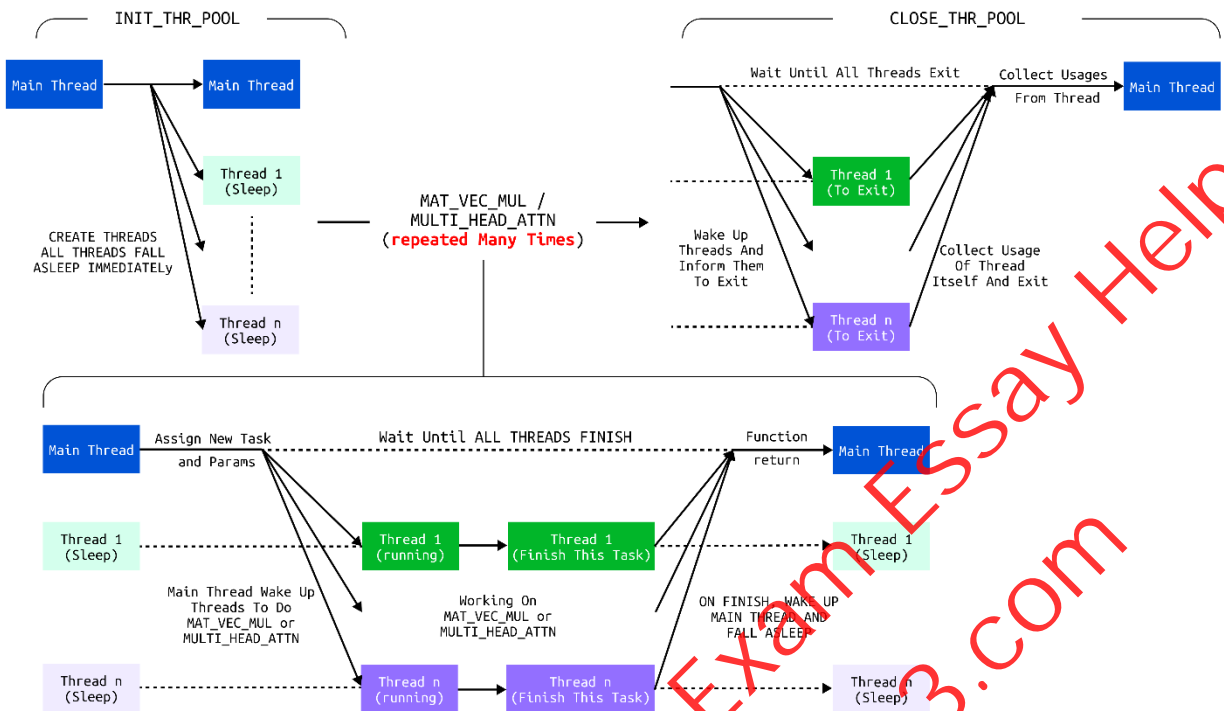 INIT_THR_POOL
CLOSE_THR_POOL
Main Thread
Main Thread
Thread 1
(Sleep)
CREATE THREADS
ALL THREADS FALL
ASLEEP IMMEDIATELy
Thread n
(Sleep)
MAT_VEC_MUL /
MULTI_HEAD_ATTN
(repeated Many Times)
Wait Until All Threads Exit
Collect Usages
From Thread
Main Thread
Thread 1
(To Exit)
Wake Up
Threads And
Inform Them
To Exit
Collect Usage
Of Thread
Itself And Exit
Thread n
(To Exit)
Main Thread
Assign New Task
and Params
Wait Until ALL THREADS FINISH
Function
return
Main Thread
Thread 1
(Sleep)
Thread 1
(running)
Thread 1
(Finish This Task)
Thread 1
(Sleep)
Main Thread Wake Up
Threads To Do
MAT_VEC_MUL or
MULTI_HEAD_ATTN
Working On
MAT_VEC_MUL or
MULTI_HEAD_ATTN
ON FINISH, WAKE UP
MAIN THREAD AND
FALL ASLEEP
Thread n
(Sleep)
Thread n
(running)
Thread n
(Finish This Task)
Thread n
(Sleep)
Exam Essay Help
3.com